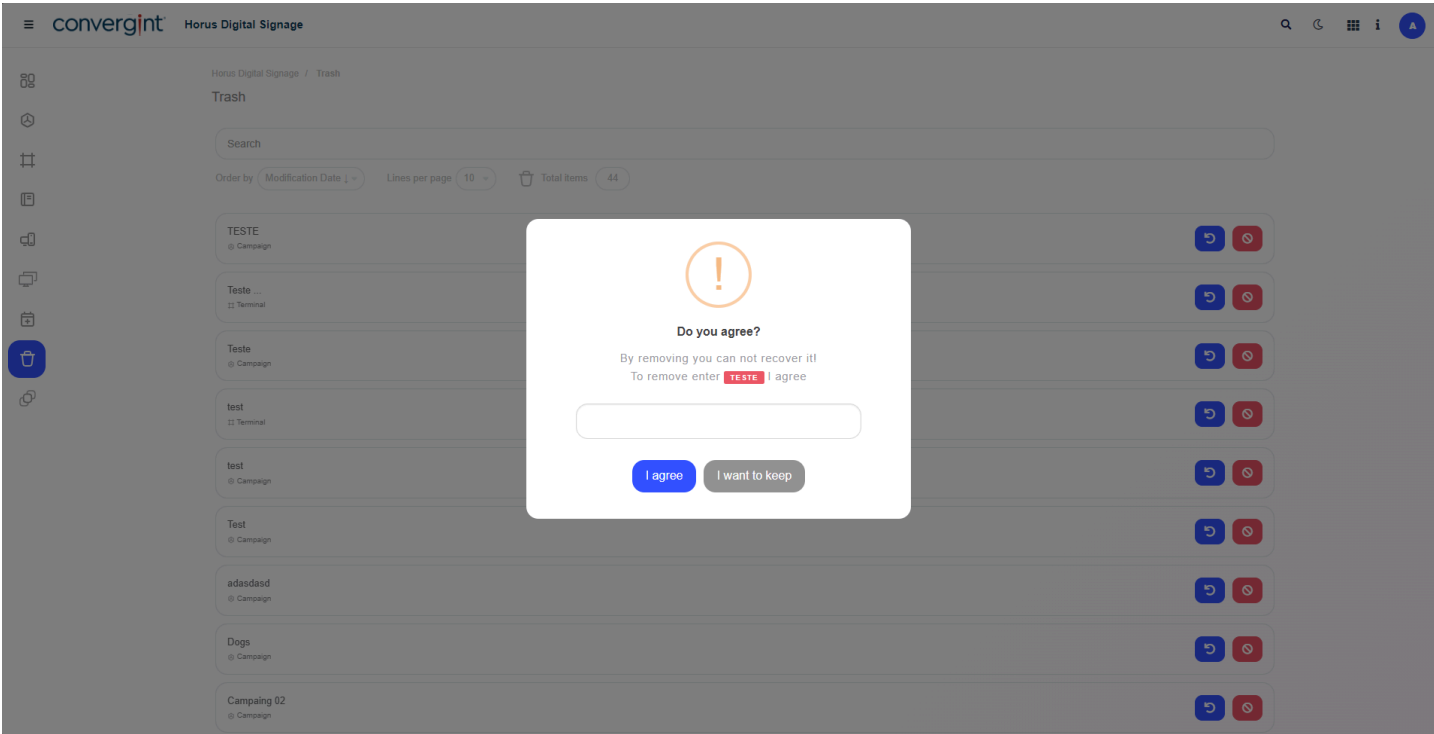 convergint Horus Digital Signage
A
Horus Digital Signage / Trash
Trash
Search
Order by Modification Date ↓ Lines per page 10 Total items 44
TESTE
Campaign
Teste ...
Terminal
Teste
Campaign
test
Terminal
test
Campaign
Test
Campaign
adasdasd
Campaign
Dogs
Campaign
Campaing 02
Campaign
!
Do you agree?
By removing you can not recover it!
To remove enter TESTE I agree
I agree I want to keep